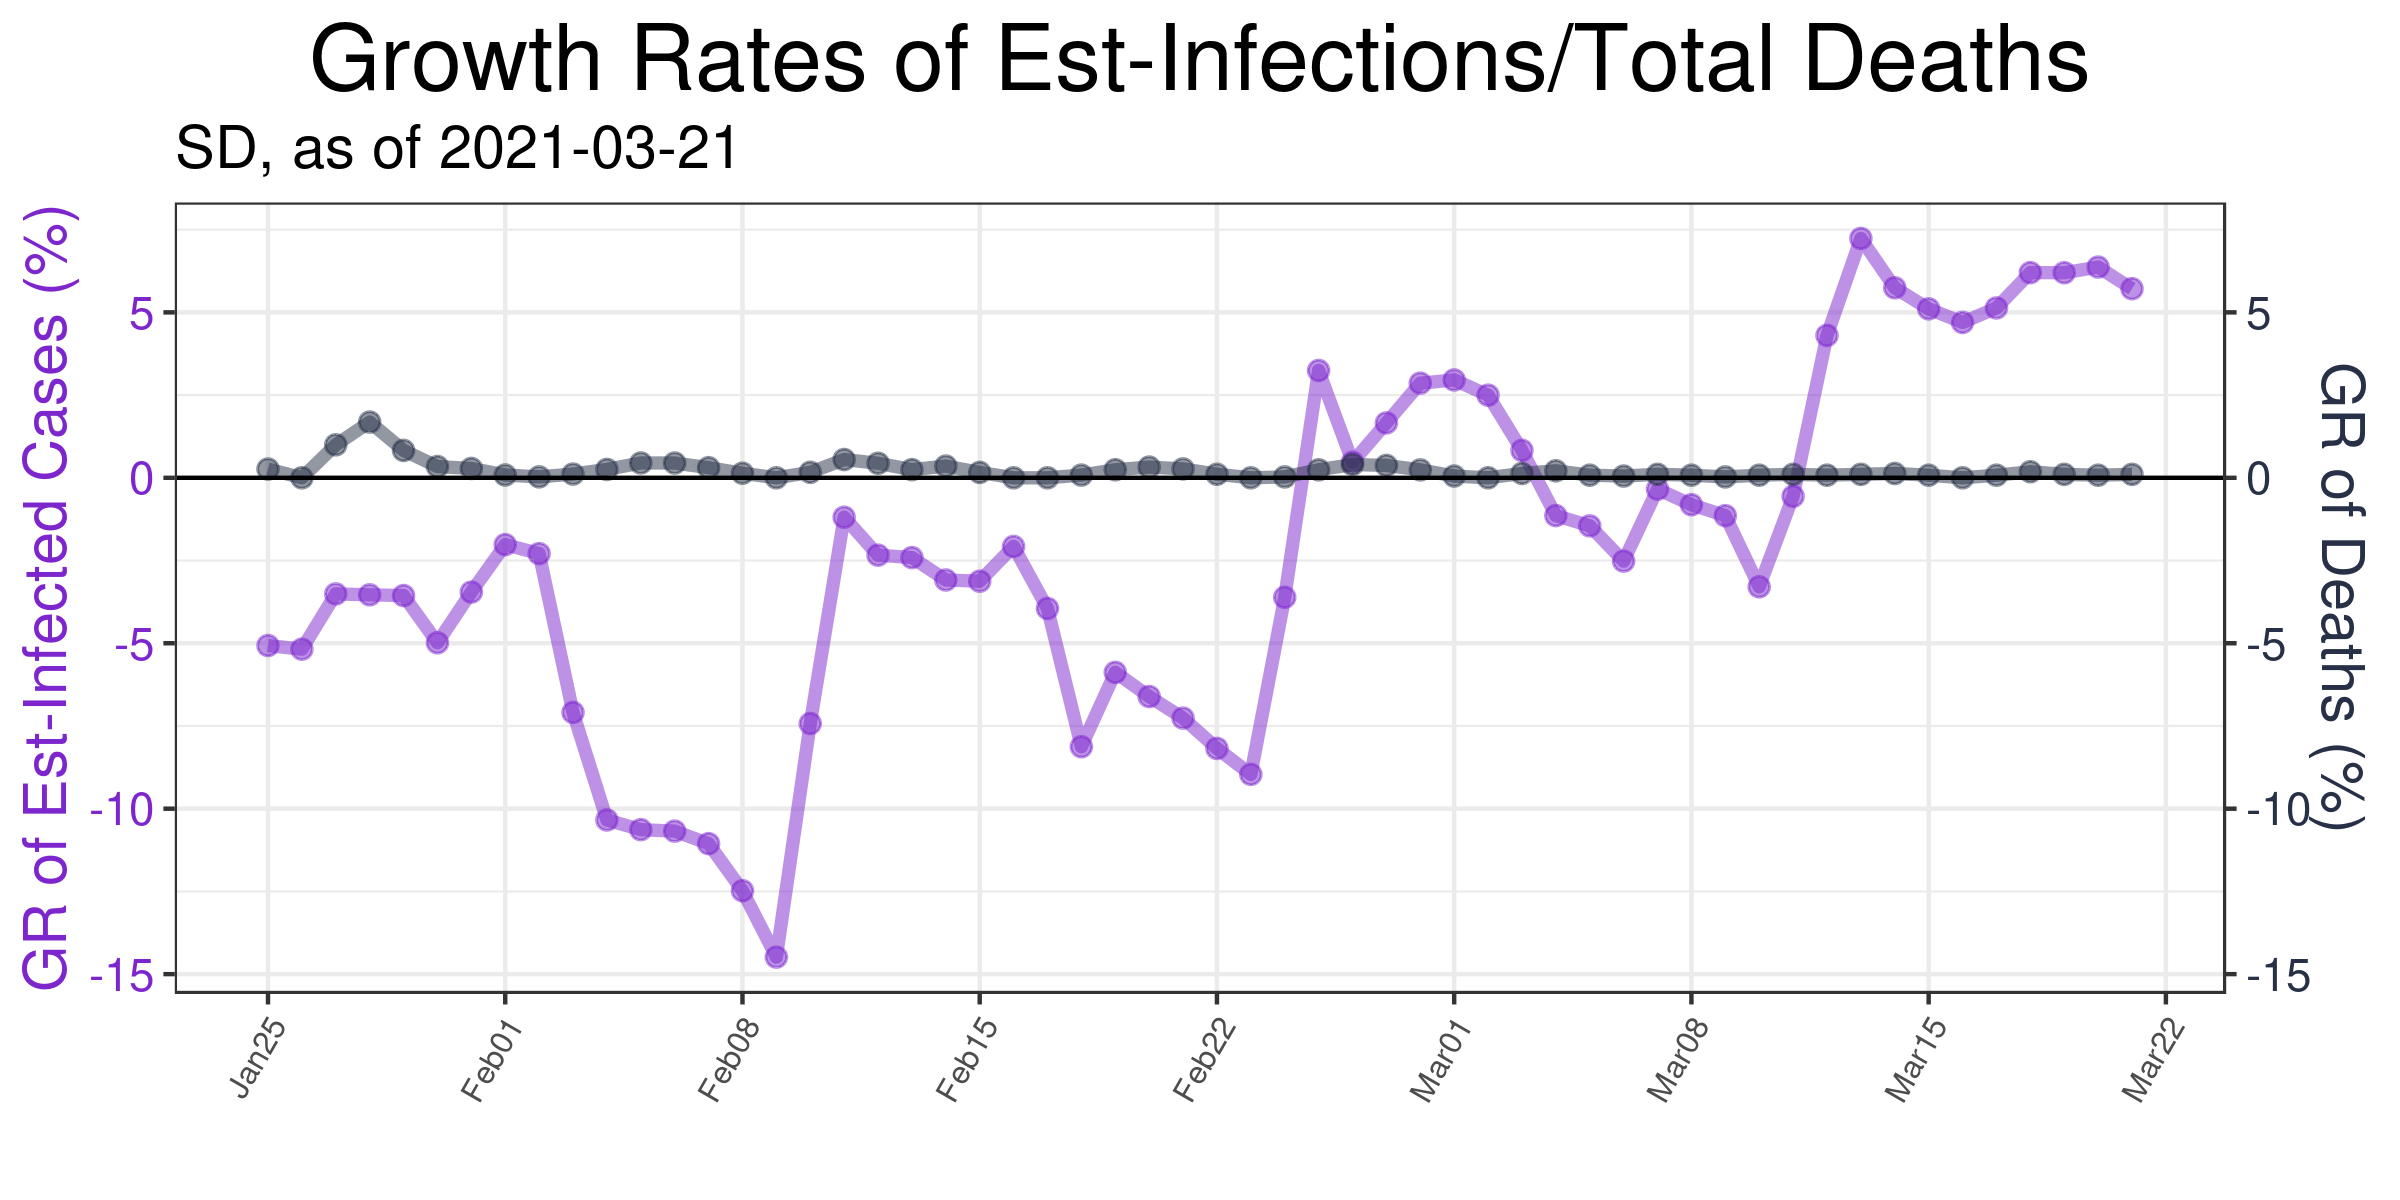 Growth Rates of Est-Infections/Total Deaths
SD, as of 2021-03-21
GR of Est-Infected Cases (%)
5
0
-5
-10
-15
5
0
-5
-10
-15
GR of Deaths (%)
Jan25
Feb01
Feb08
Feb15
Feb22
Mar01
Mar08
Mar15
Mar22